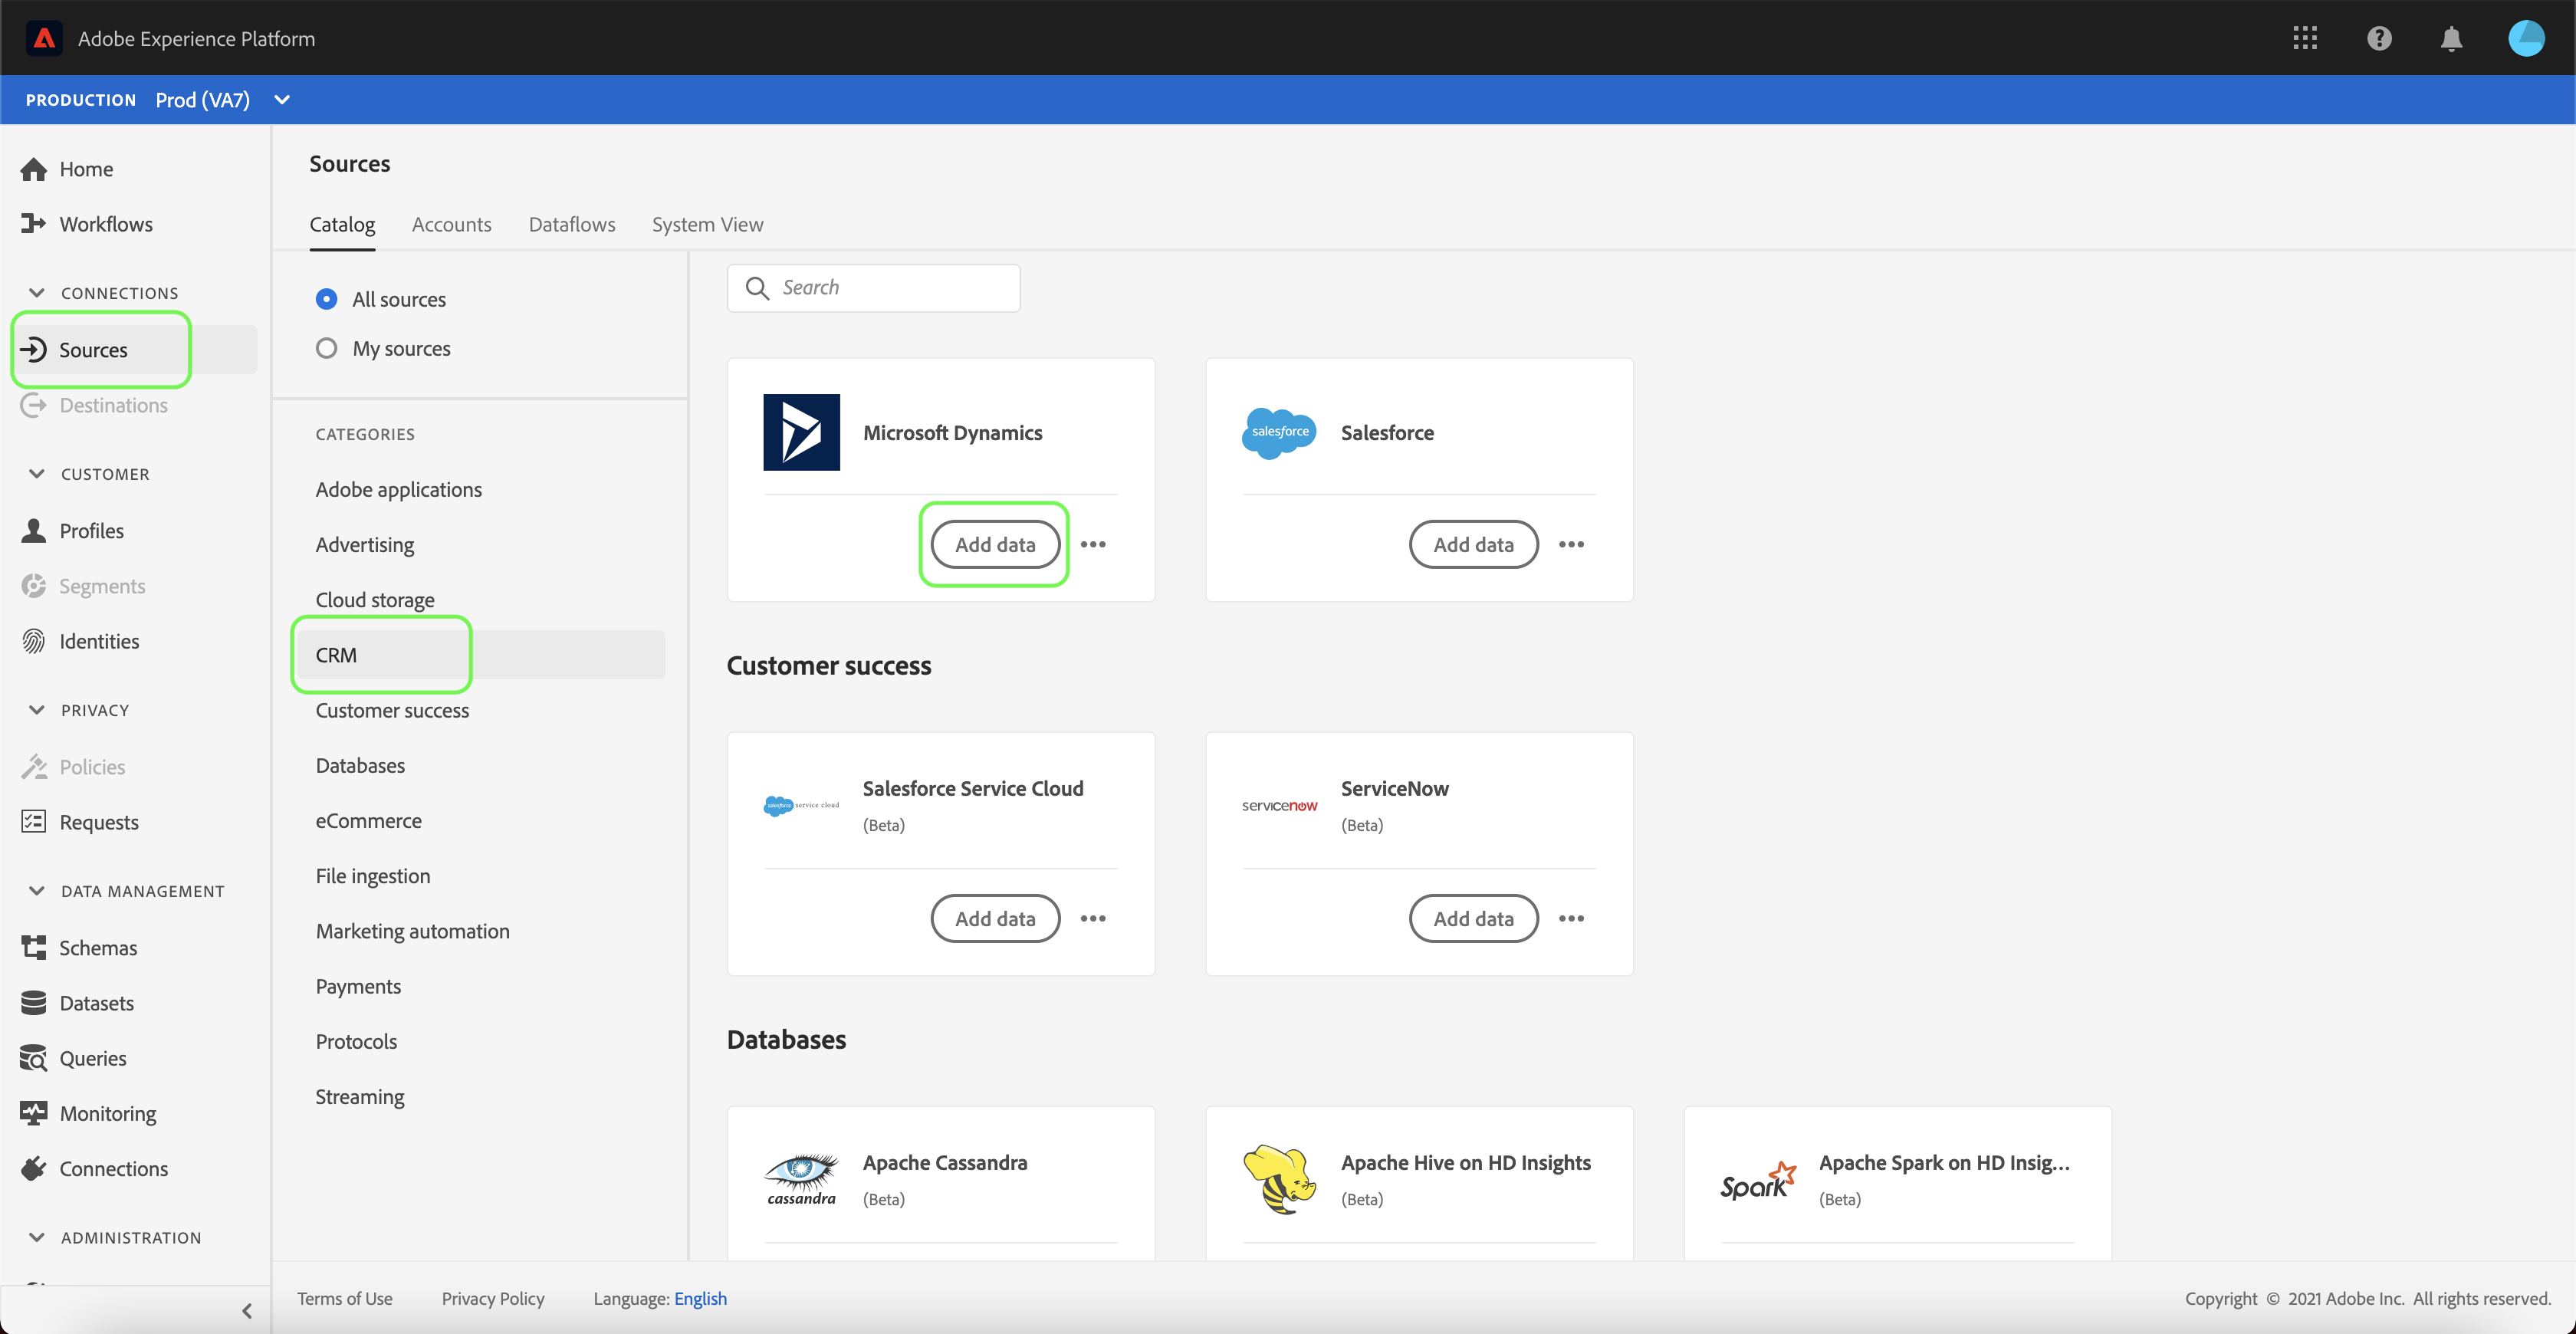 Adobe Experience Platform
PRODUCTION Prod (VA7)
Home
Workflows
CONNECTIONS
Sources
Destinations
CUSTOMER
Profiles
Segments
Identities
PRIVACY
Policies
Requests
DATA MANAGEMENT
Schemas
Datasets
Queries
Monitoring
Connections
ADMINISTRATION
Sources
Catalog Accounts Dataflows System View
All sources
My sources
CATEGORIES
Adobe applications
Advertising
Cloud storage
CRM
Customer success
Databases
eCommerce
File ingestion
Marketing automation
Payments
Protocols
Streaming
Search
Microsoft Dynamics
Add data
salesforce
Salesforce
Add data
Customer success
salesforce service cloud
Salesforce Service Cloud
(Beta)
Add data
servicenow
ServiceNow
(Beta)
Add data
Databases
cassandra
Apache Cassandra
(Beta)
Apache Hive on HD Insights
(Beta)
Spark
Apache Spark on HD Insig...
(Beta)
Terms of Use Privacy Policy Language: English
Copyright © 2021 Adobe Inc. All rights reserved.